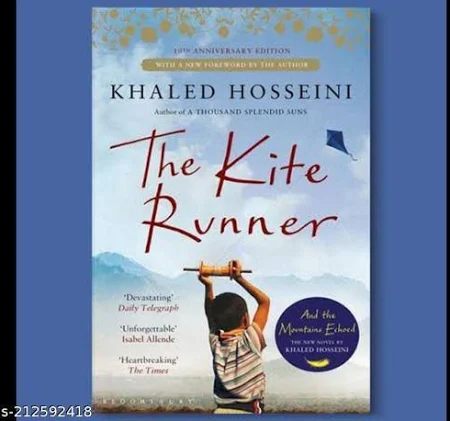 10TH ANNIVERSARY EDITION
WITH A NEW FOREWORD BY THE AUTHOR
KHALED HOSSEINI
Author of A THOUSAND SPLENDID SUNS
The Kite
Runner
'Devastating'
Daily Telegraph
'Unforgettable'
Isabel Allende
'Heartbreaking'
The Times
And the
Mountains Echoed
THE NEW NOVEL BY
KHALED HOSSEINI
BLOOMSBURY
s-212592418